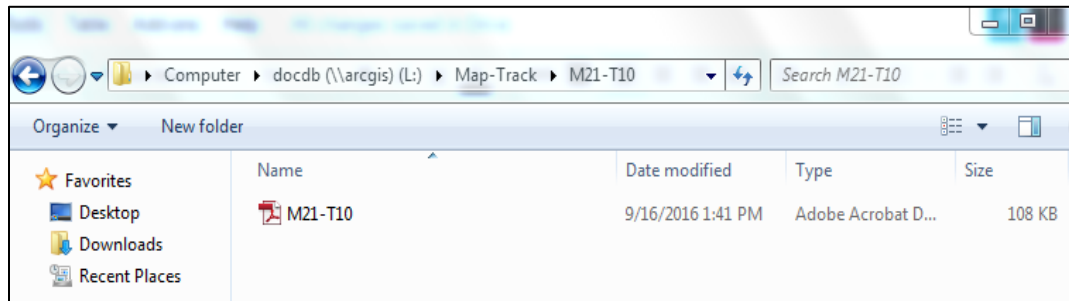 Computer docdb (\\arcgis) (L:) Map-Track M21-T10 Search M21-T10
Organize New folder
Favorites Name Date modified Type Size
Desktop M21-T10 9/16/2016 1:41 PM Adobe Acrobat D... 108 KB
Downloads
Recent Places